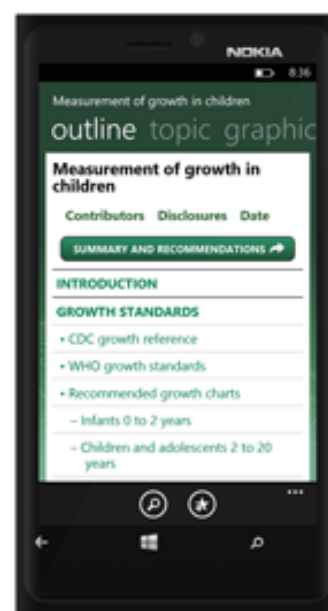 NOKIA
8:36
Measurement of growth in children
outline topic graphic
Measurement of growth in
children
Contributors Disclosures Date
SUMMARY AND RECOMMENDATIONS
INTRODUCTION
GROWTH STANDARDS
• CDC growth reference
• WHO growth standards
• Recommended growth charts
– Infants 0 to 2 years
– Children and adolescents 2 to 20
years